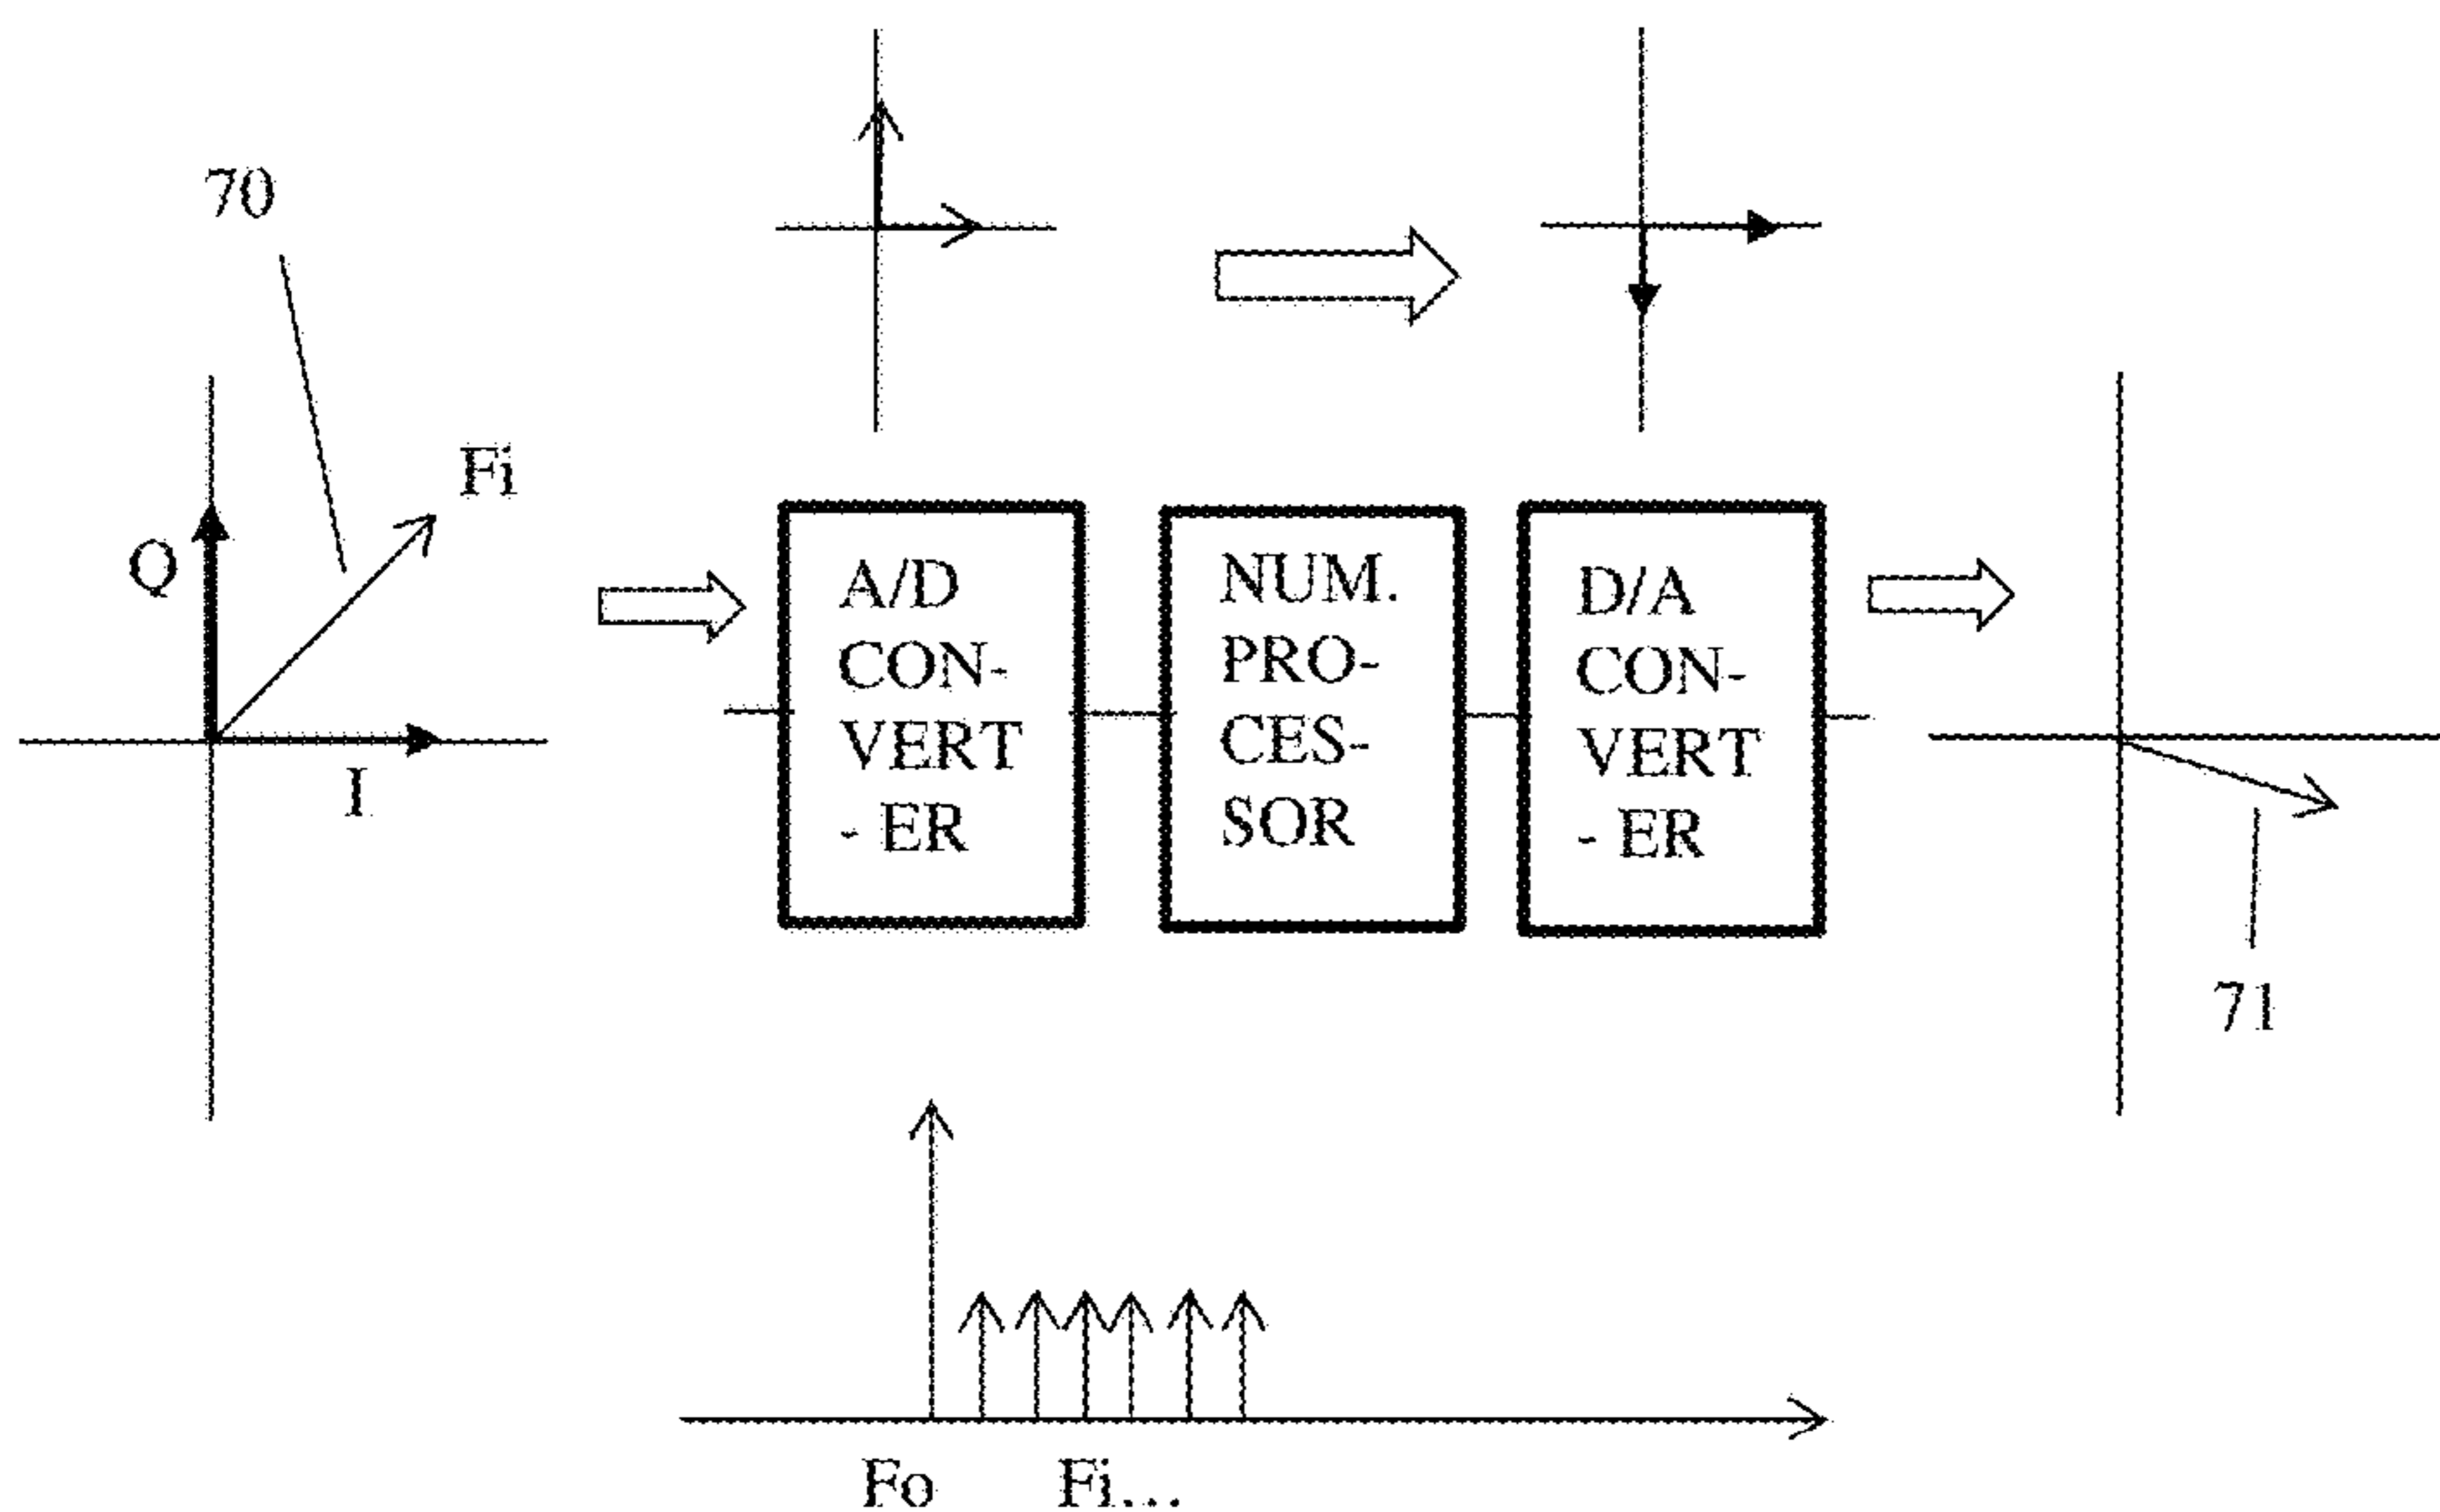 70
Fi
Q
I
A/D
CON-
VERT
- ER
NUM.
PRO-
CES-
SOR
D/A
CON-
VERT
- ER
71
Fo
Fi...